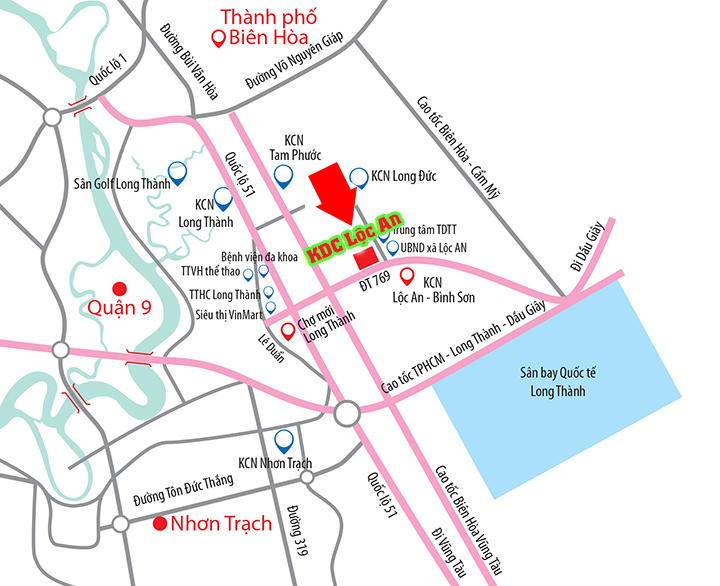 Thành phố
Biên Hòa
Quốc lộ 1
Đường Bùi Văn Hòa
Đường Võ Nguyên Giáp
Cao tốc Biên Hòa - Cẩm Mỹ
KCN
Tam Phước
KCN Long Đức
Sân Golf Long Thành
KCN
Long Thành
Quốc lộ 51
KDC Lộc An
Trung tâm TDTT
UBND xã Lộc AN
Đi Dầu Giây
Bệnh viện đa khoa
TTVH thể thao
TTHC Long Thành
Siêu thị VinMart
ĐT 769
KCN
Lộc An - Bình Sơn
Quận 9
Chợ mới
Long Thành
Lê Duẩn
Cao tốc TPHCM - Long Thành - Dầu Giây
Sân bay Quốc tế
Long Thành
KCN Nhơn Trạch
Đường Tôn Đức Thắng
Nhơn Trạch
Đường 319
Quốc lộ 51
Đi Vũng Tàu
Cao tốc Biên Hòa Vũng Tàu